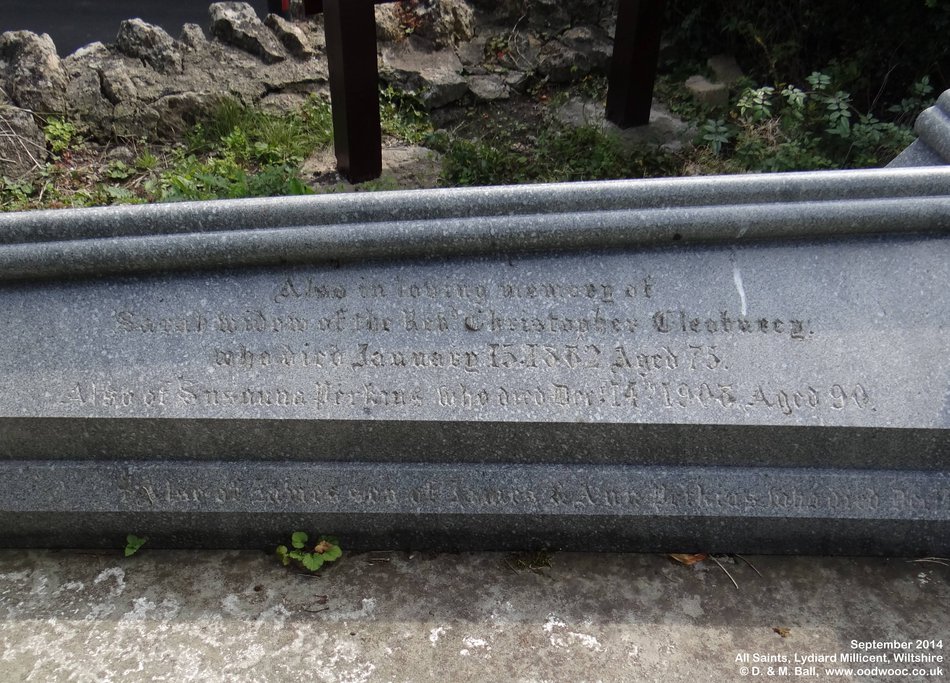 Also in loving memory of
Sarah widow of the Revd Christopher Cleobury,
who died January 15. 1882 Aged 75.
Also of Susanna Perkins who died Decr 14th 1903. Aged 90.
Also of James son of James & Ann Perkins who died
September 2014
All Saints, Lydiard Millicent, Wiltshire
© D. & M. Ball, www.oodwooc.co.uk